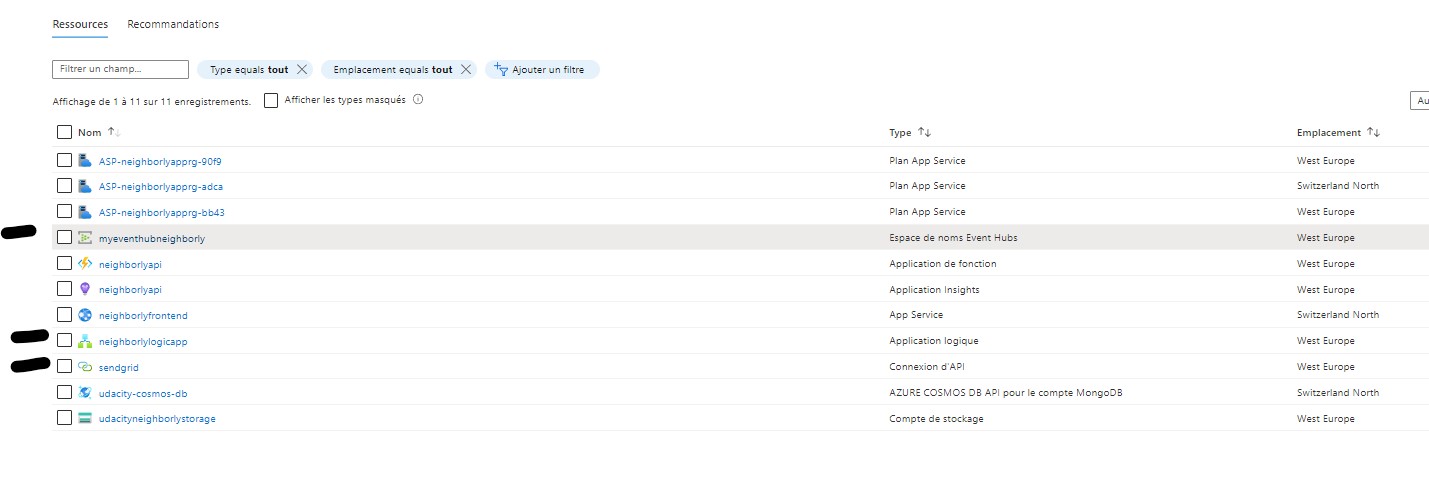 Ressources Recommandations
Filtrer un champ... Type equals tout Emplacement equals tout Ajouter un filtre
Affichage de 1 à 11 sur 11 enregistrements. Afficher les types masqués
Nom Type Emplacement
ASP-neighborlyapprg-90f9 Plan App Service West Europe
ASP-neighborlyapprg-adca Plan App Service Switzerland North
ASP-neighborlyapprg-bb43 Plan App Service West Europe
myeventhubneighborly Espace de noms Event Hubs West Europe
neighborlyapi Application de fonction West Europe
neighborlyapi Application Insights West Europe
neighborlyfrontend App Service Switzerland North
neighborlylogicapp Application logique West Europe
sendgrid Connexion d'API West Europe
udacity-cosmos-db AZURE COSMOS DB API pour le compte MongoDB Switzerland North
udacityneighborlystorage Compte de stockage West Europe